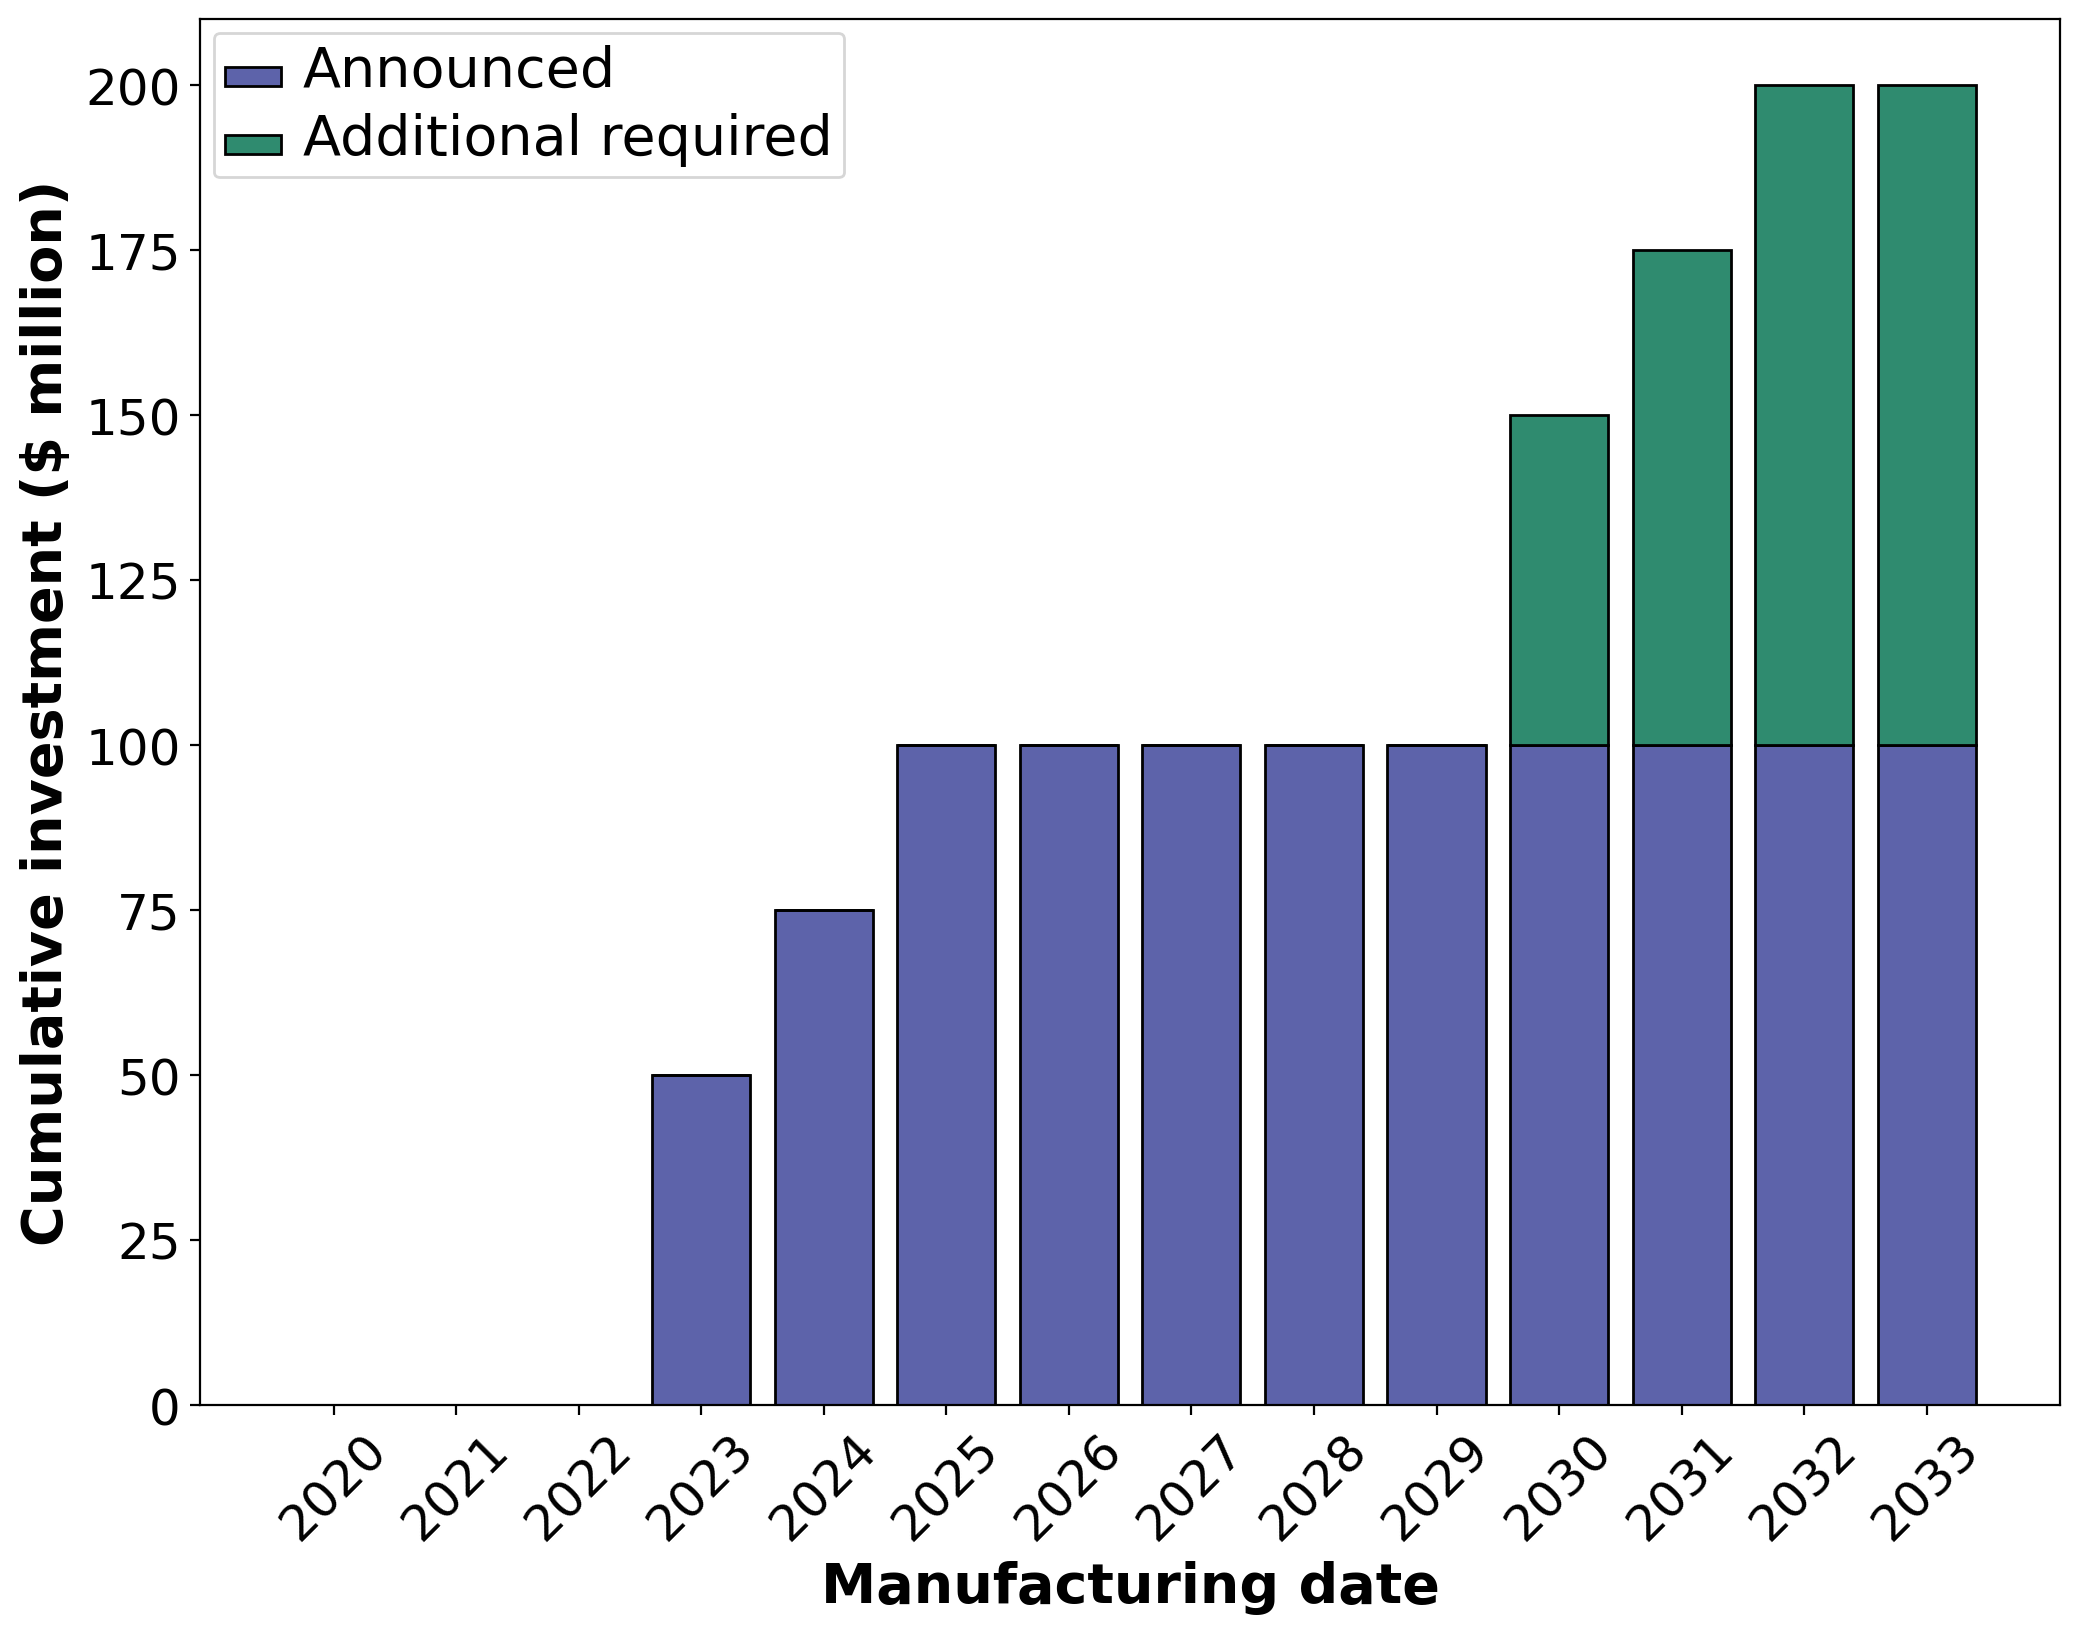 Announced
Additional required
Cumulative investment ($ million)
200
175
150
125
100
75
50
25
0
2020 2021 2022 2023 2024 2025 2026 2027 2028 2029 2030 2031 2032 2033
Manufacturing date